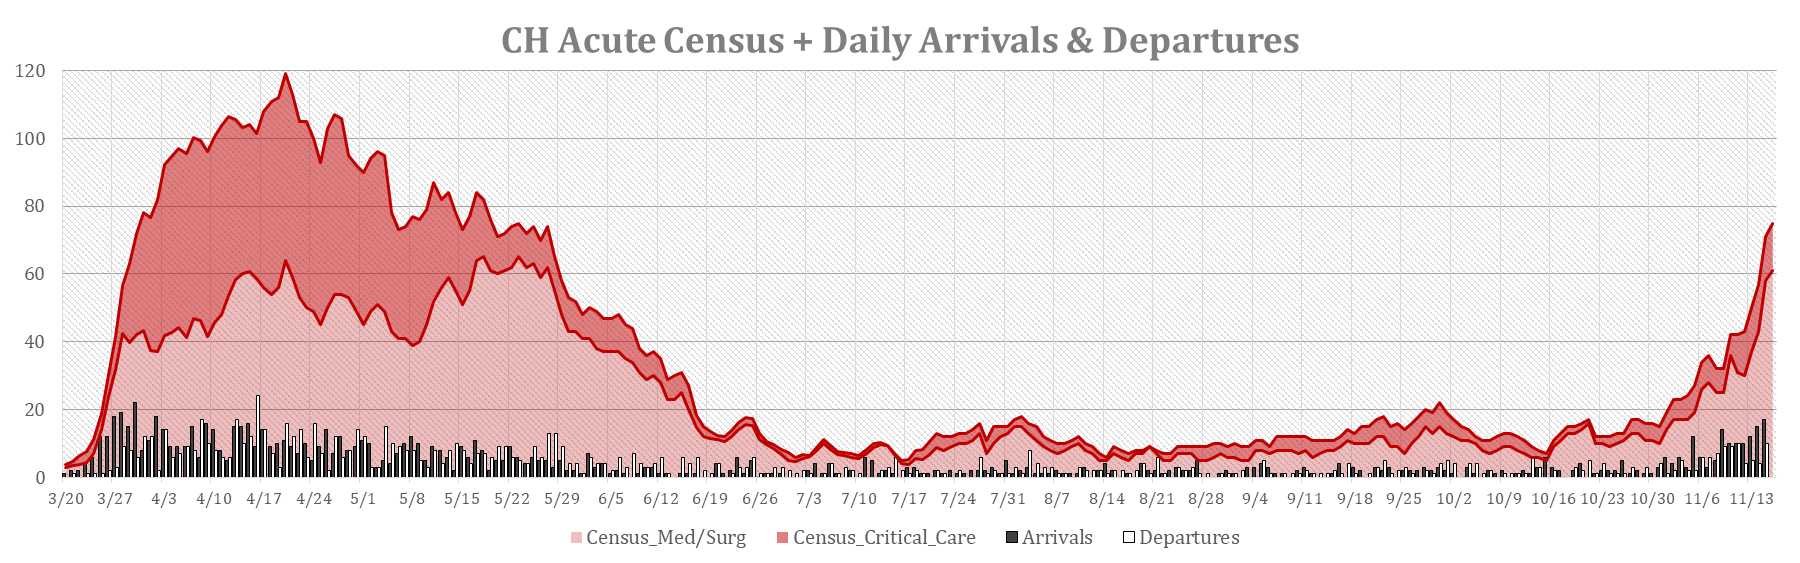 CH Acute Census + Daily Arrivals & Departures
120
100
80
60
40
20
0
3/20 3/27 4/3 4/10 4/17 4/24 5/1 5/8 5/15 5/22 5/29 6/5 6/12 6/19 6/26 7/3 7/10 7/17 7/24 7/31 8/7 8/14 8/21 8/28 9/4 9/11 9/18 9/25 10/2 10/9 10/16 10/23 10/30 11/6 11/13
Census_Med/Surg Census_Critical_Care Arrivals Departures